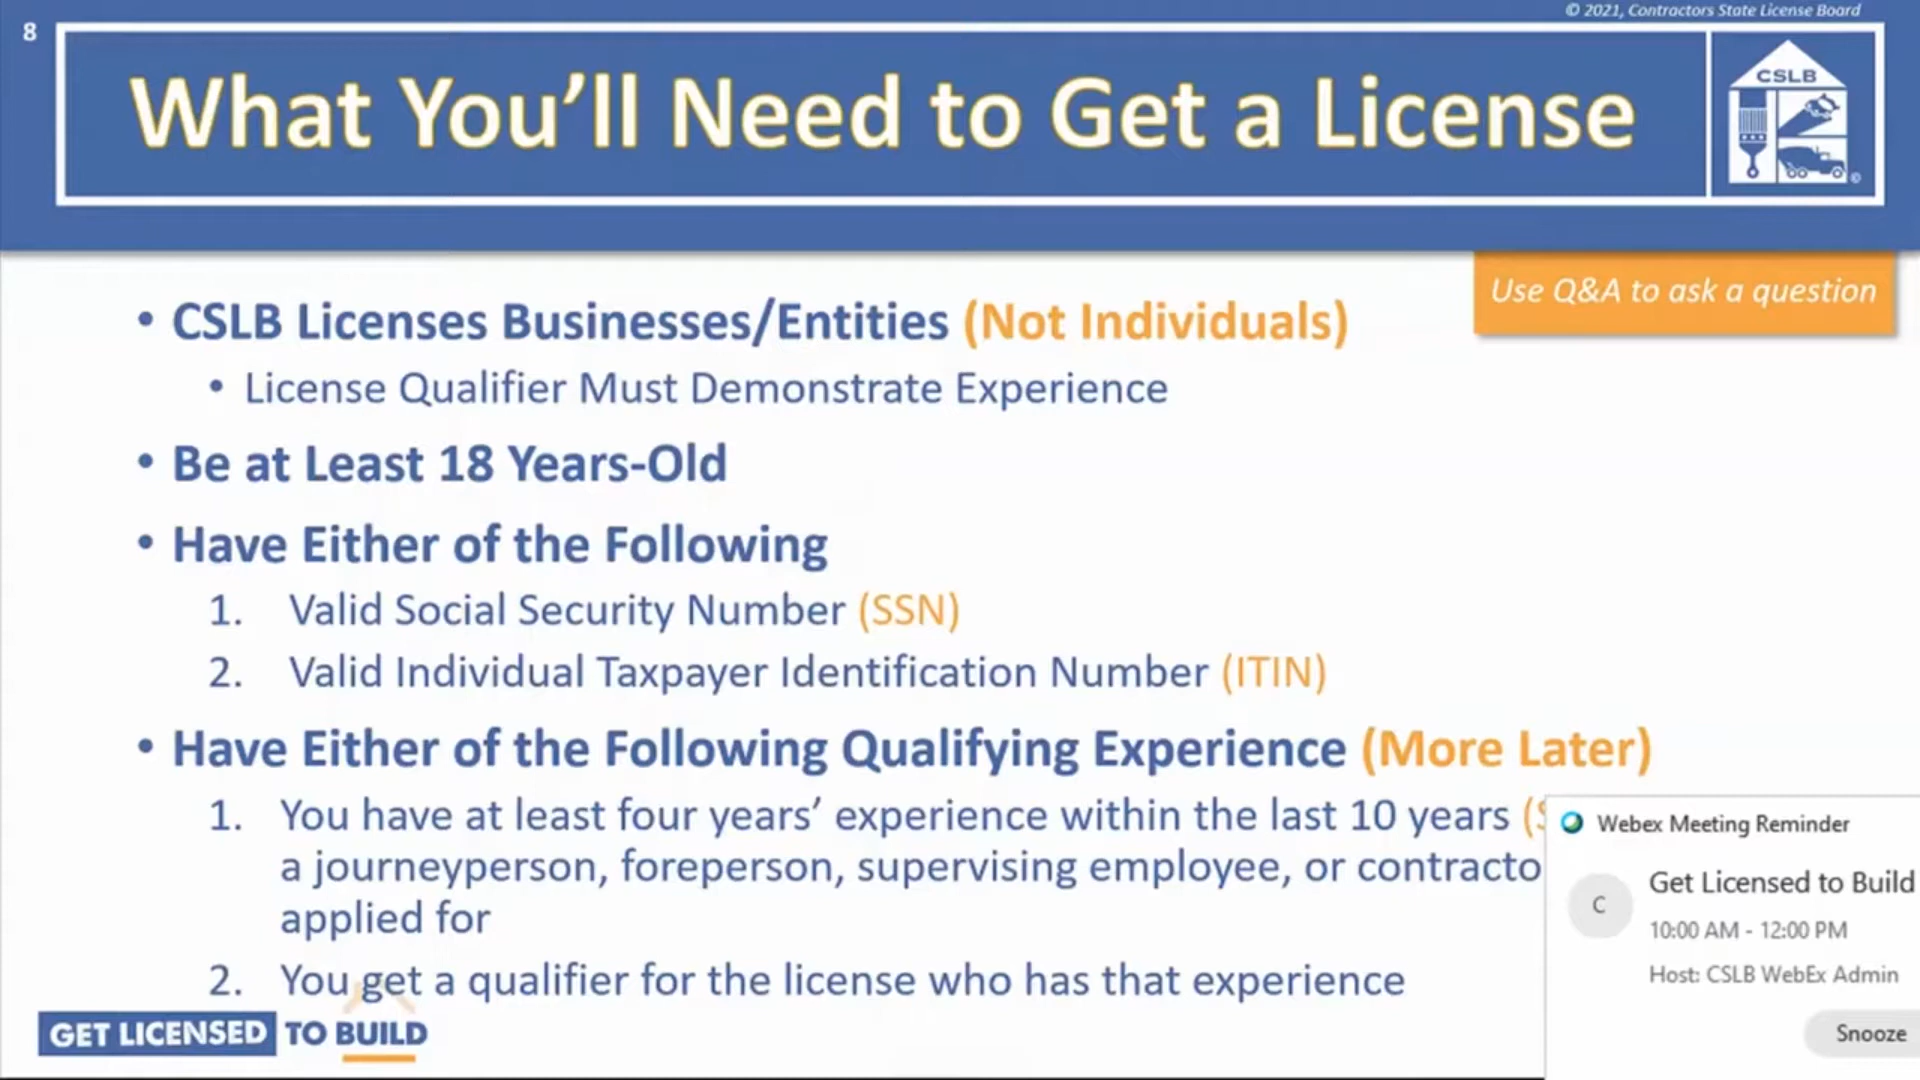 © 2021, Contractors State License Board
8
What You’ll Need to Get a License
CSLB
©
Use Q&A to ask a question
• CSLB Licenses Businesses/Entities (Not Individuals)
• License Qualifier Must Demonstrate Experience
• Be at Least 18 Years-Old
• Have Either of the Following
1. Valid Social Security Number (SSN)
2. Valid Individual Taxpayer Identification Number (ITIN)
• Have Either of the Following Qualifying Experience (More Later)
1. You have at least four years’ experience within the last 10 years
a journeyperson, foreperson, supervising employee, or contracto
applied for
2. You get a qualifier for the license who has that experience
GET LICENSED TO BUILD
Webex Meeting Reminder
C
Get Licensed to Build
10:00 AM - 12:00 PM
Host: CSLB WebEx Admin
Snooze